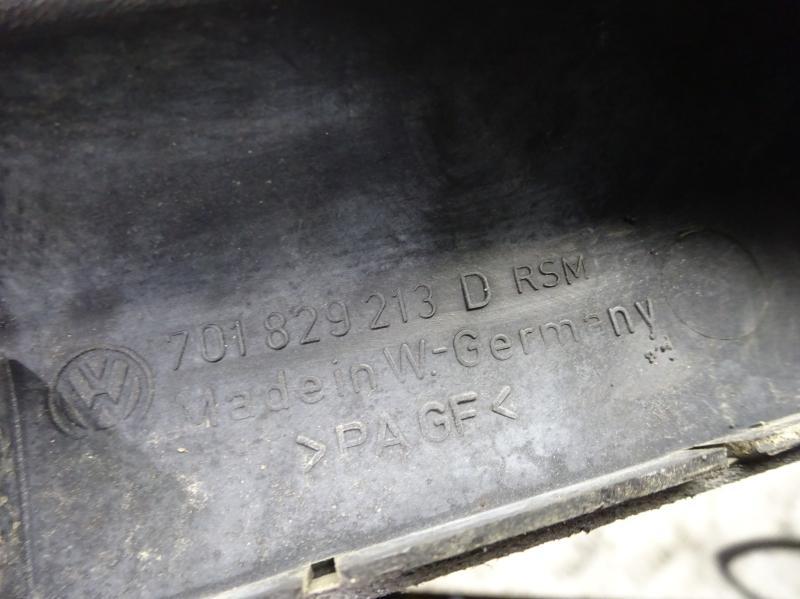 701 829 213 D RSM
Made in W.-Germany
>PA GF<